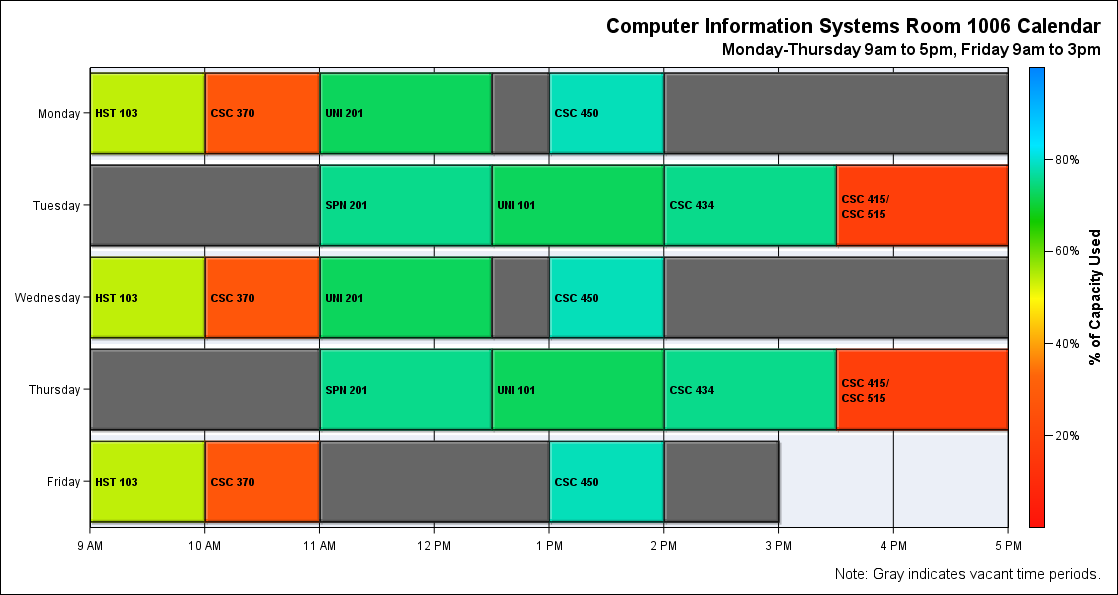 Computer Information Systems Room 1006 Calendar
Monday-Thursday 9am to 5pm, Friday 9am to 3pm
Monday
HST 103
CSC 370
UNI 201
CSC 450
Tuesday
SPN 201
UNI 101
CSC 434
CSC 415/
CSC 515
Wednesday
HST 103
CSC 370
UNI 201
CSC 450
Thursday
SPN 201
UNI 101
CSC 434
CSC 415/
CSC 515
Friday
HST 103
CSC 370
CSC 450
9 AM
10 AM
11 AM
12 PM
1 PM
2 PM
3 PM
4 PM
5 PM
80%
60%
40%
20%
% of Capacity Used
Note: Gray indicates vacant time periods.